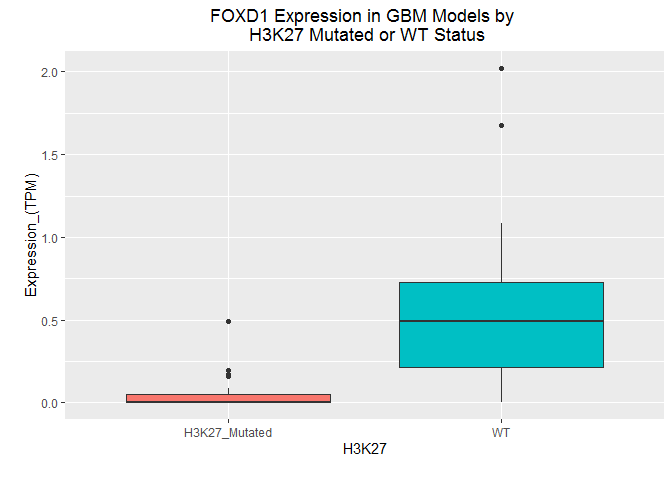 FOXD1 Expression in GBM Models by
H3K27 Mutated or WT Status
Expression_(TPM)
2.0
1.5
1.0
0.5
0.0
H3K27_Mutated
WT
H3K27